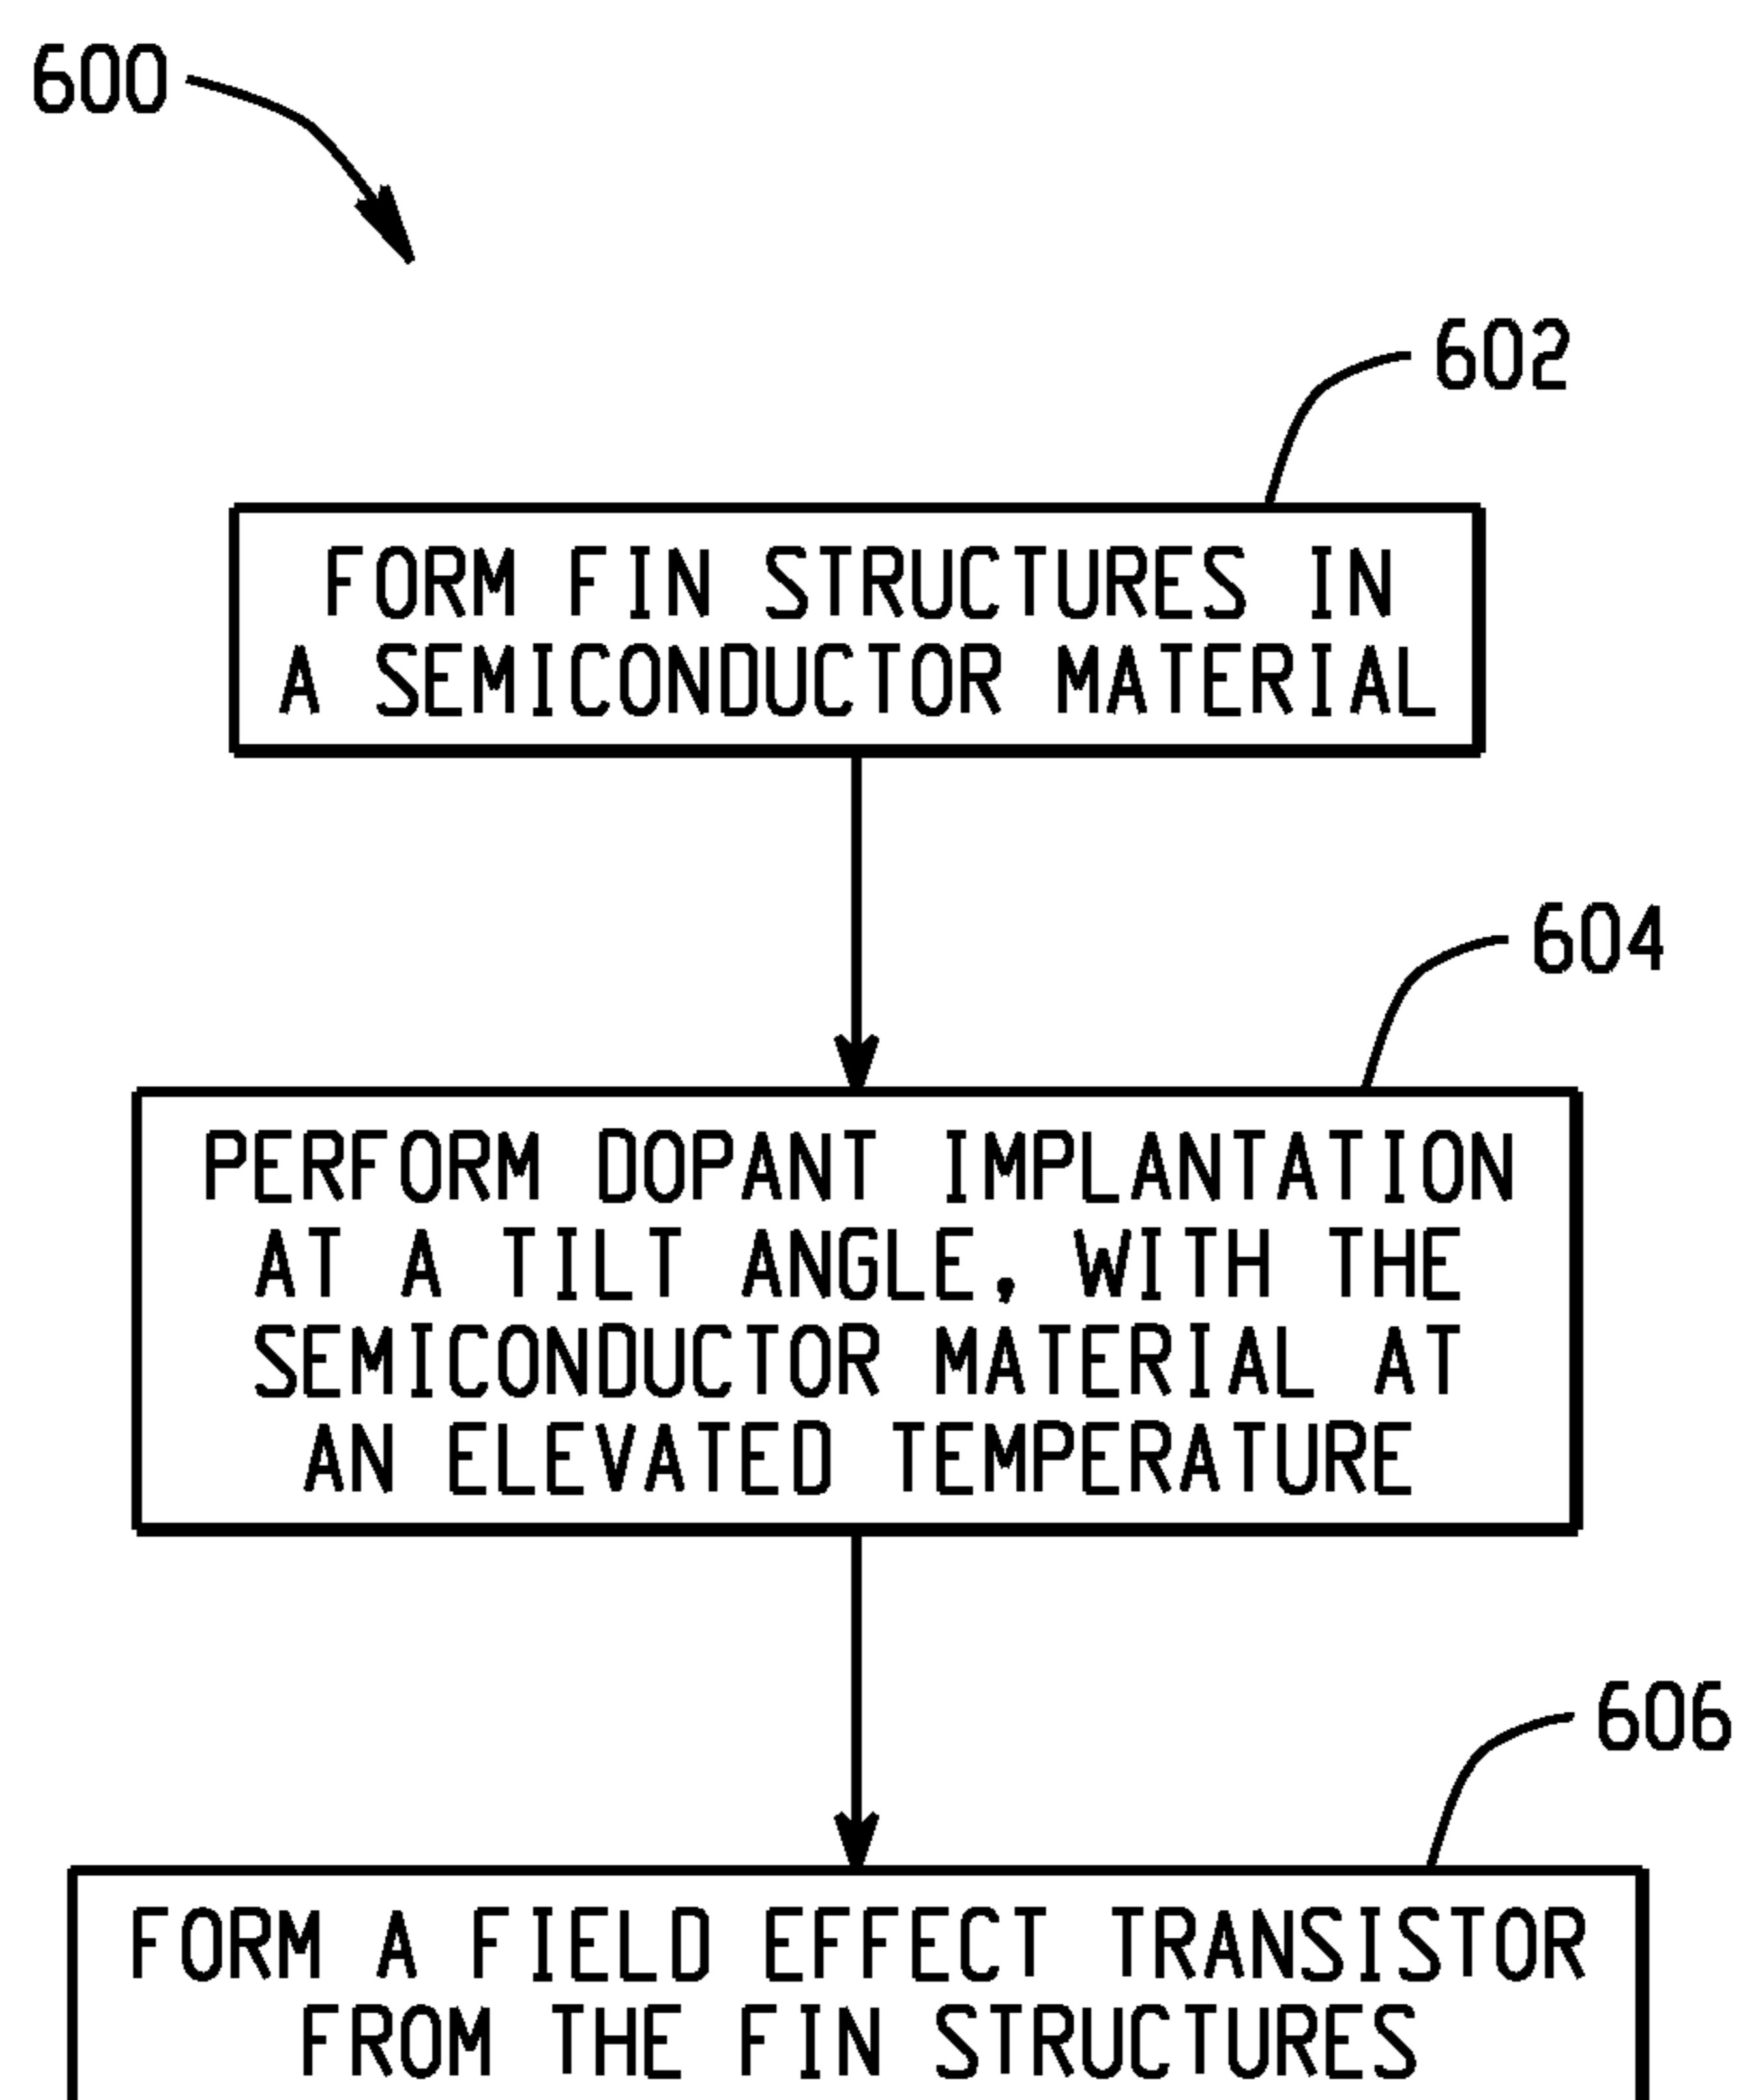 600
602
FORM FIN STRUCTURES IN
A SEMICONDUCTOR MATERIAL
604
PERFORM DOPANT IMPLANTATION
AT A TILT ANGLE, WITH THE
SEMICONDUCTOR MATERIAL AT
AN ELEVATED TEMPERATURE
606
FORM A FIELD EFFECT TRANSISTOR
FROM THE FIN STRUCTURES